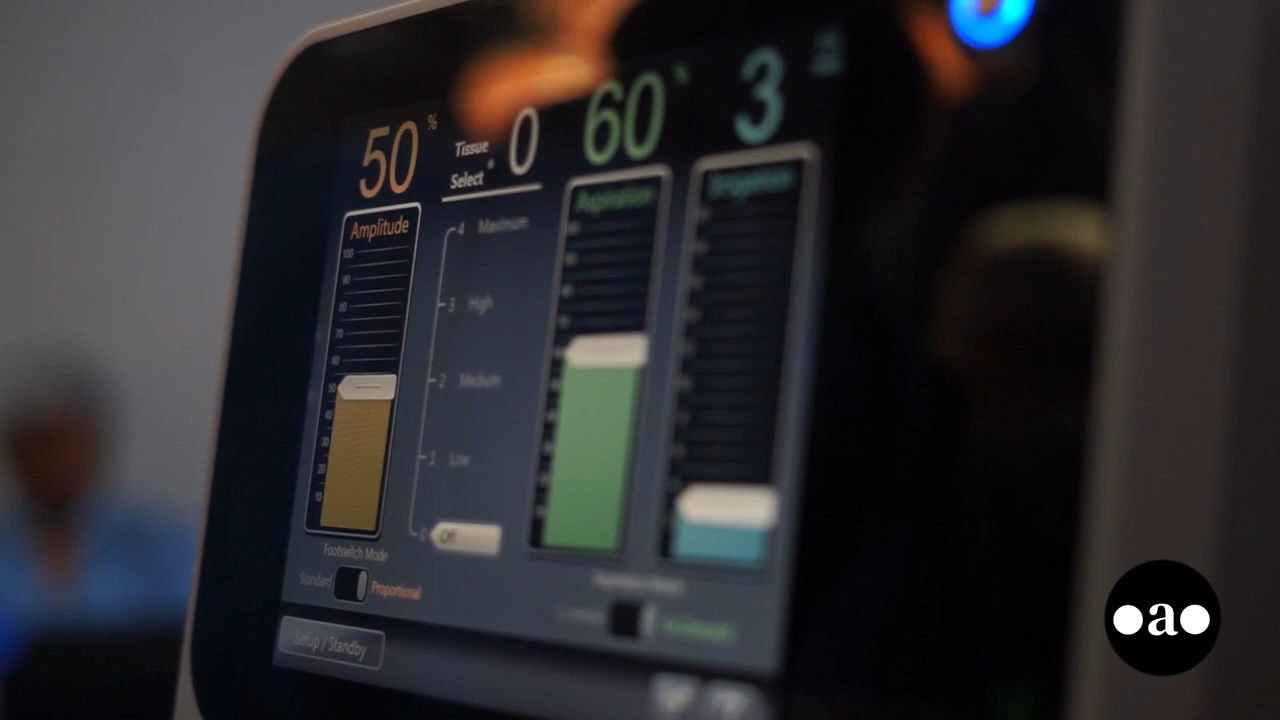 50 %
Tissue
Select
0
60 %
3
Amplitude
Aspiration
Irrigation
100
90
80
70
60
50
40
30
20
10
4 Maximum
3 High
2 Medium
1 Low
0 Off
Footswitch Mode
Standard Proportional
Setup / Standby
a